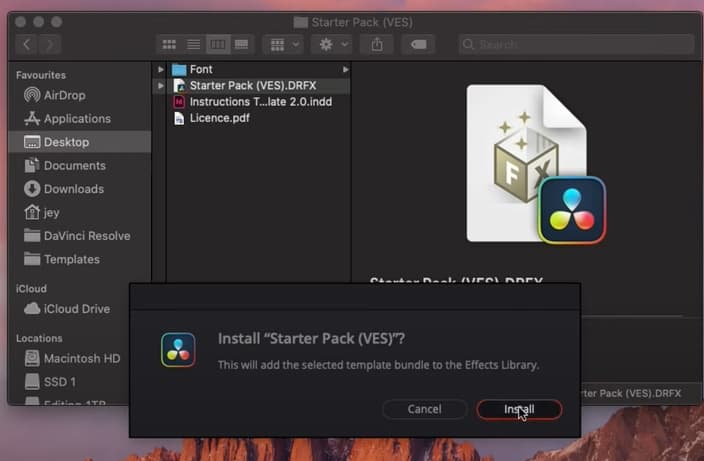 Starter Pack (VES)
Search
Favourites
AirDrop
Applications
Desktop
Documents
Downloads
jey
DaVinci Resolve
Templates
iCloud
iCloud Drive
Locations
Macintosh HD
SSD 1
Editing 1TB
Font
Starter Pack (VES).DRFX
Instructions T...late 2.0.indd
Licence.pdf
FX
Starter Pack (VES).DRFX
Install “Starter Pack (VES)”?
This will add the selected template bundle to the Effects Library.
Cancel
Install
rter Pack (VES).DRFX